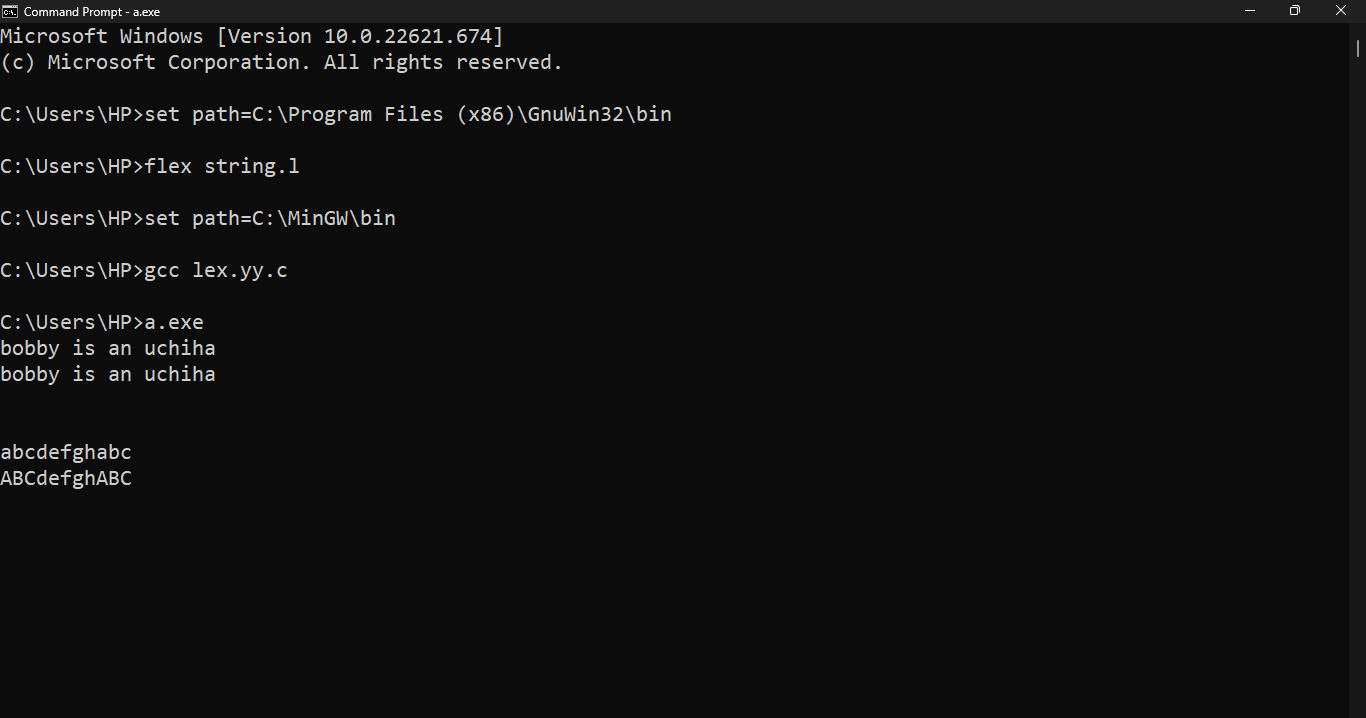 Command Prompt - a.exe
Microsoft Windows [Version 10.0.22621.674]
(c) Microsoft Corporation. All rights reserved.
C:\Users\HP>set path=C:\Program Files (x86)\GnuWin32\bin
C:\Users\HP>flex string.l
C:\Users\HP>set path=C:\MinGW\bin
C:\Users\HP>gcc lex.yy.c
C:\Users\HP>a.exe
bobby is an uchiha
bobby is an uchiha
abcdefghabc
ABCdefghABC